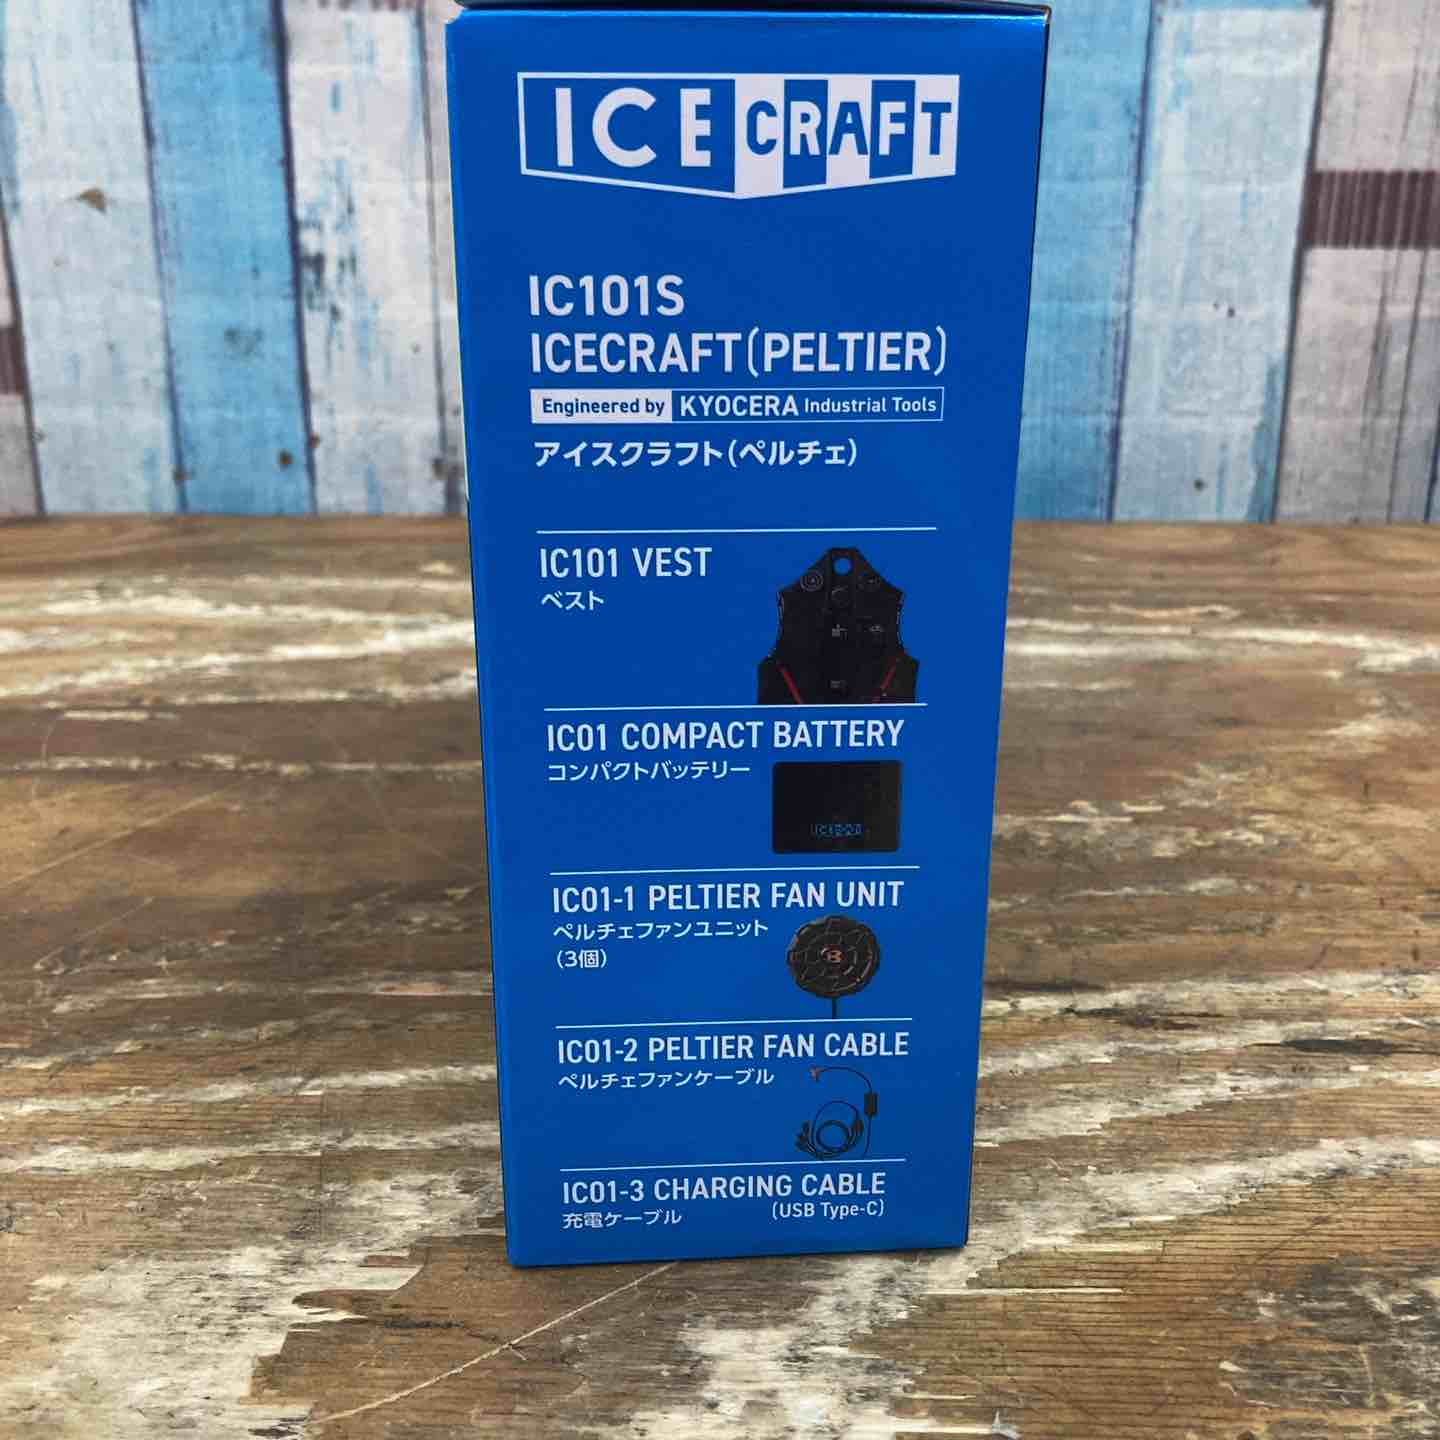 ICE CRAFT
IC101S
ICECRAFT(PELTIER)
Engineered by KYOCERA Industrial Tools
アイスクラフト(ペルチェ)
IC101 VEST
ベスト
IC01 COMPACT BATTERY
コンパクトバッテリー
ICECRAFT
IC01-1 PELTIER FAN UNIT
ペルチェファンユニット
(3個)
B
IC01-2 PELTIER FAN CABLE
ペルチェファンケーブル
IC01-3 CHARGING CABLE
充電ケーブル (USB Type-C)